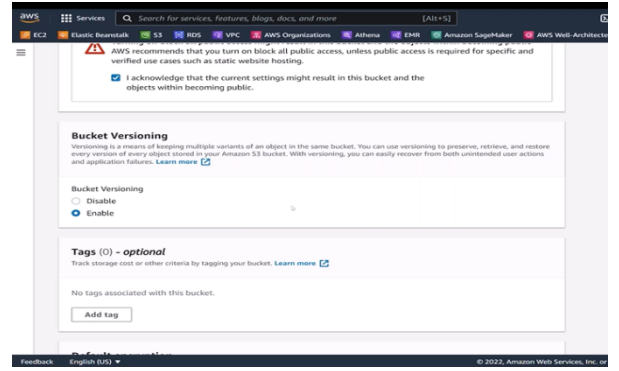 aws Services Search for services, features, blogs, docs, and more [Alt+S]
EC2 Elastic Beanstalk S3 RDS VPC AWS Organizations Athena EMR Amazon SageMaker AWS Well-Architecte
AWS recommends that you turn on block all public access, unless public access is required for specific and
verified use cases such as static website hosting.
I acknowledge that the current settings might result in this bucket and the
objects within becoming public.
Bucket Versioning
Versioning is a means of keeping multiple variants of an object in the same bucket. You can use versioning to preserve, retrieve, and restore
every version of every object stored in your Amazon S3 bucket. With versioning, you can easily recover from both unintended user actions
and application failures. Learn more
Bucket Versioning
Disable
Enable
Tags (0) - optional
Track storage cost or other criteria by tagging your bucket. Learn more
No tags associated with this bucket.
Add tag
Default encryption
Feedback English (US) © 2022, Amazon Web Services, Inc. or